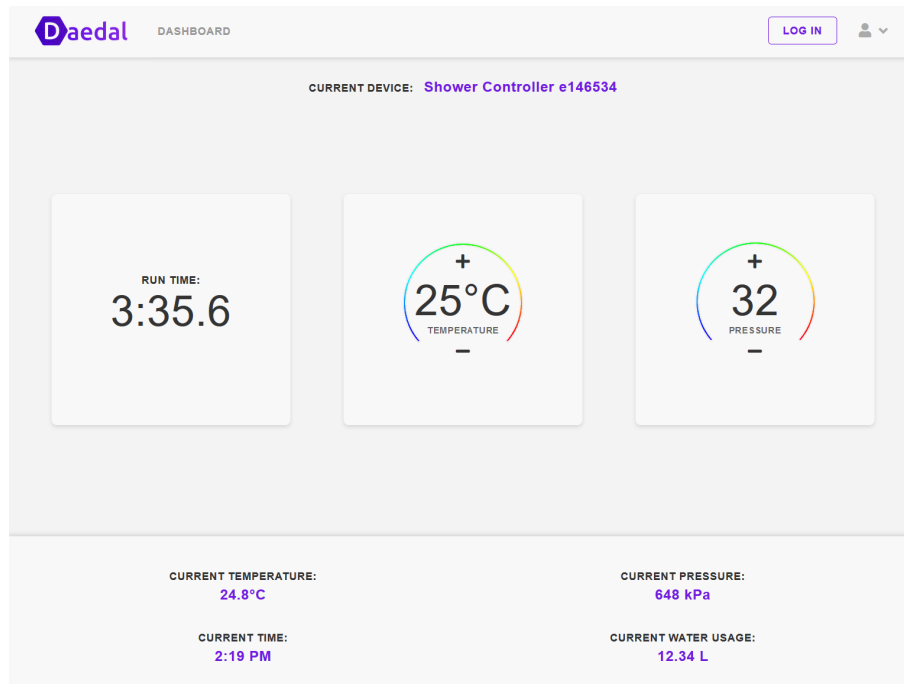 Daedal DASHBOARD LOG IN
CURRENT DEVICE: Shower Controller e146534
RUN TIME:
3:35.6
+
25°C
TEMPERATURE
−
+
32
PRESSURE
−
CURRENT TEMPERATURE:
24.8°C
CURRENT PRESSURE:
648 kPa
CURRENT TIME:
2:19 PM
CURRENT WATER USAGE:
12.34 L